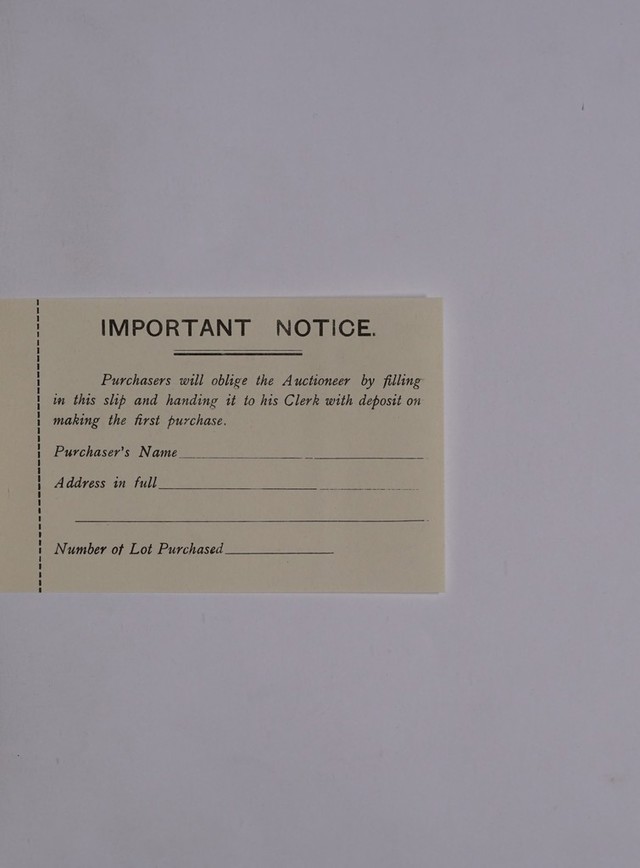 IMPORTANT NOTICE.
Purchasers will oblige the Auctioneer by filling
in this slip and handing it to his Clerk with deposit on
making the first purchase.
Purchaser's Name
Address in full
Number of Lot Purchased